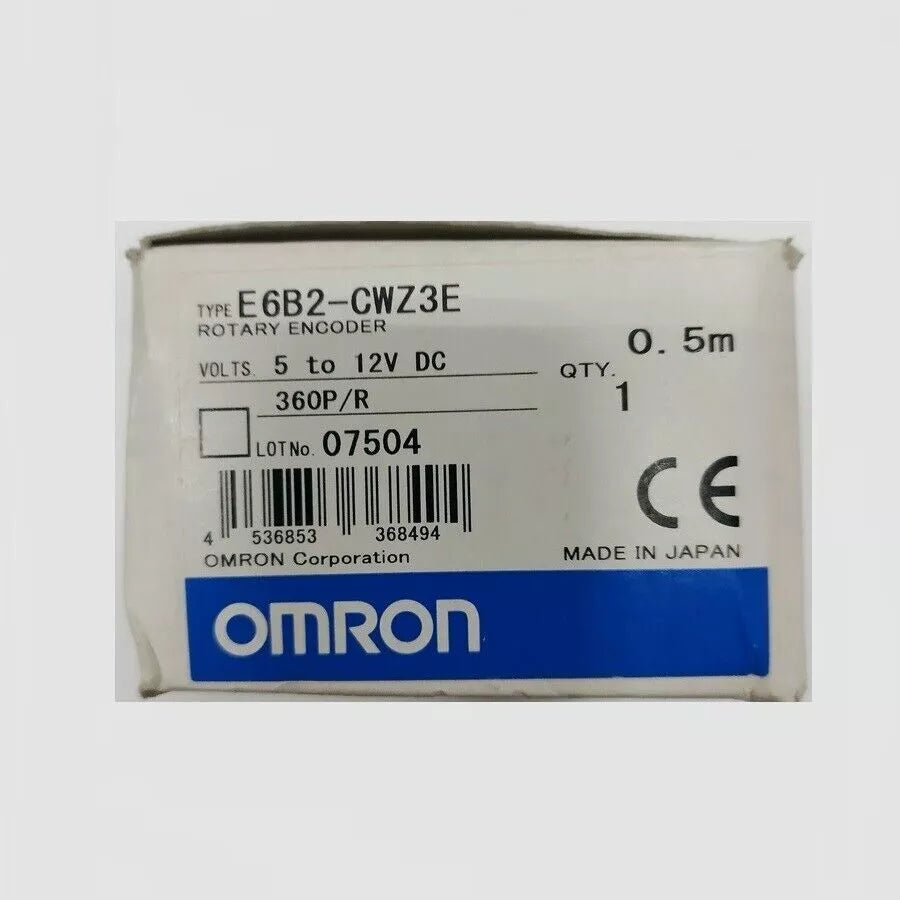 TYPE E6B2-CWZ3E
ROTARY ENCODER
VOLTS. 5 to 12V DC
0.5m
360P/R
QTY. 1
LOT No. 07504
4 536853 368494
CE
OMRON Corporation
MADE IN JAPAN
OMRON